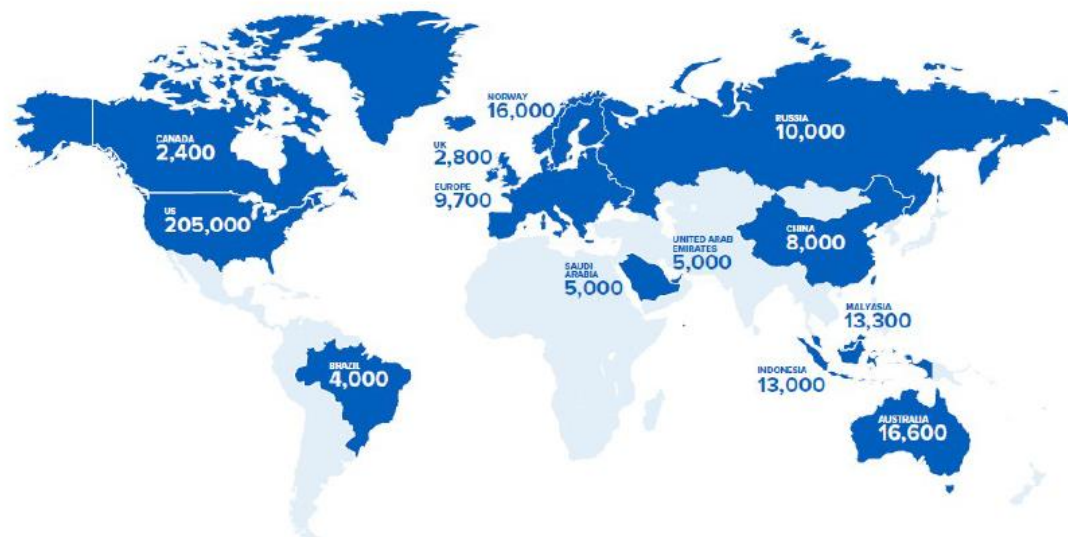 NORWAY
16,000
RUSSIA
10,000
CANADA
2,400
UK
2,800
EUROPE
9,700
US
205,000
CHINA
8,000
UNITED ARAB
EMIRATES
5,000
SAUDI
ARABIA
5,000
MALYASIA
13,300
BRAZIL
4,000
INDONESIA
13,000
AUSTRALIA
16,600